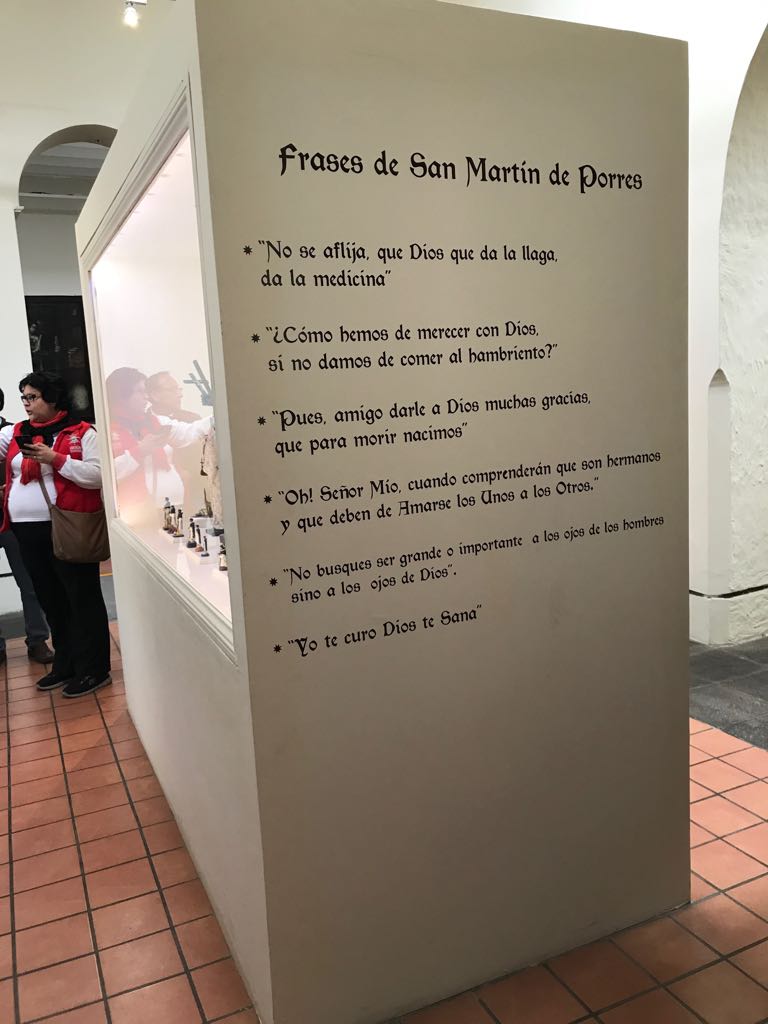 Frases de San Martín de Porres
* "No se aflija, que Dios que da la llaga,
da la medicina"
* "¿Cómo hemos de merecer con Dios,
si no damos de comer al hambriento?"
* "Pues, amigo darle a Dios muchas gracias,
que para morir nacimos"
* "Oh! Señor Mío, cuando comprenderán que son hermanos
y que deben de Amarse los Unos a los Otros."
* "No busques ser grande o importante a los ojos de los hombres
sino a los ojos de Dios".
* "Yo te curo Dios te Sana"